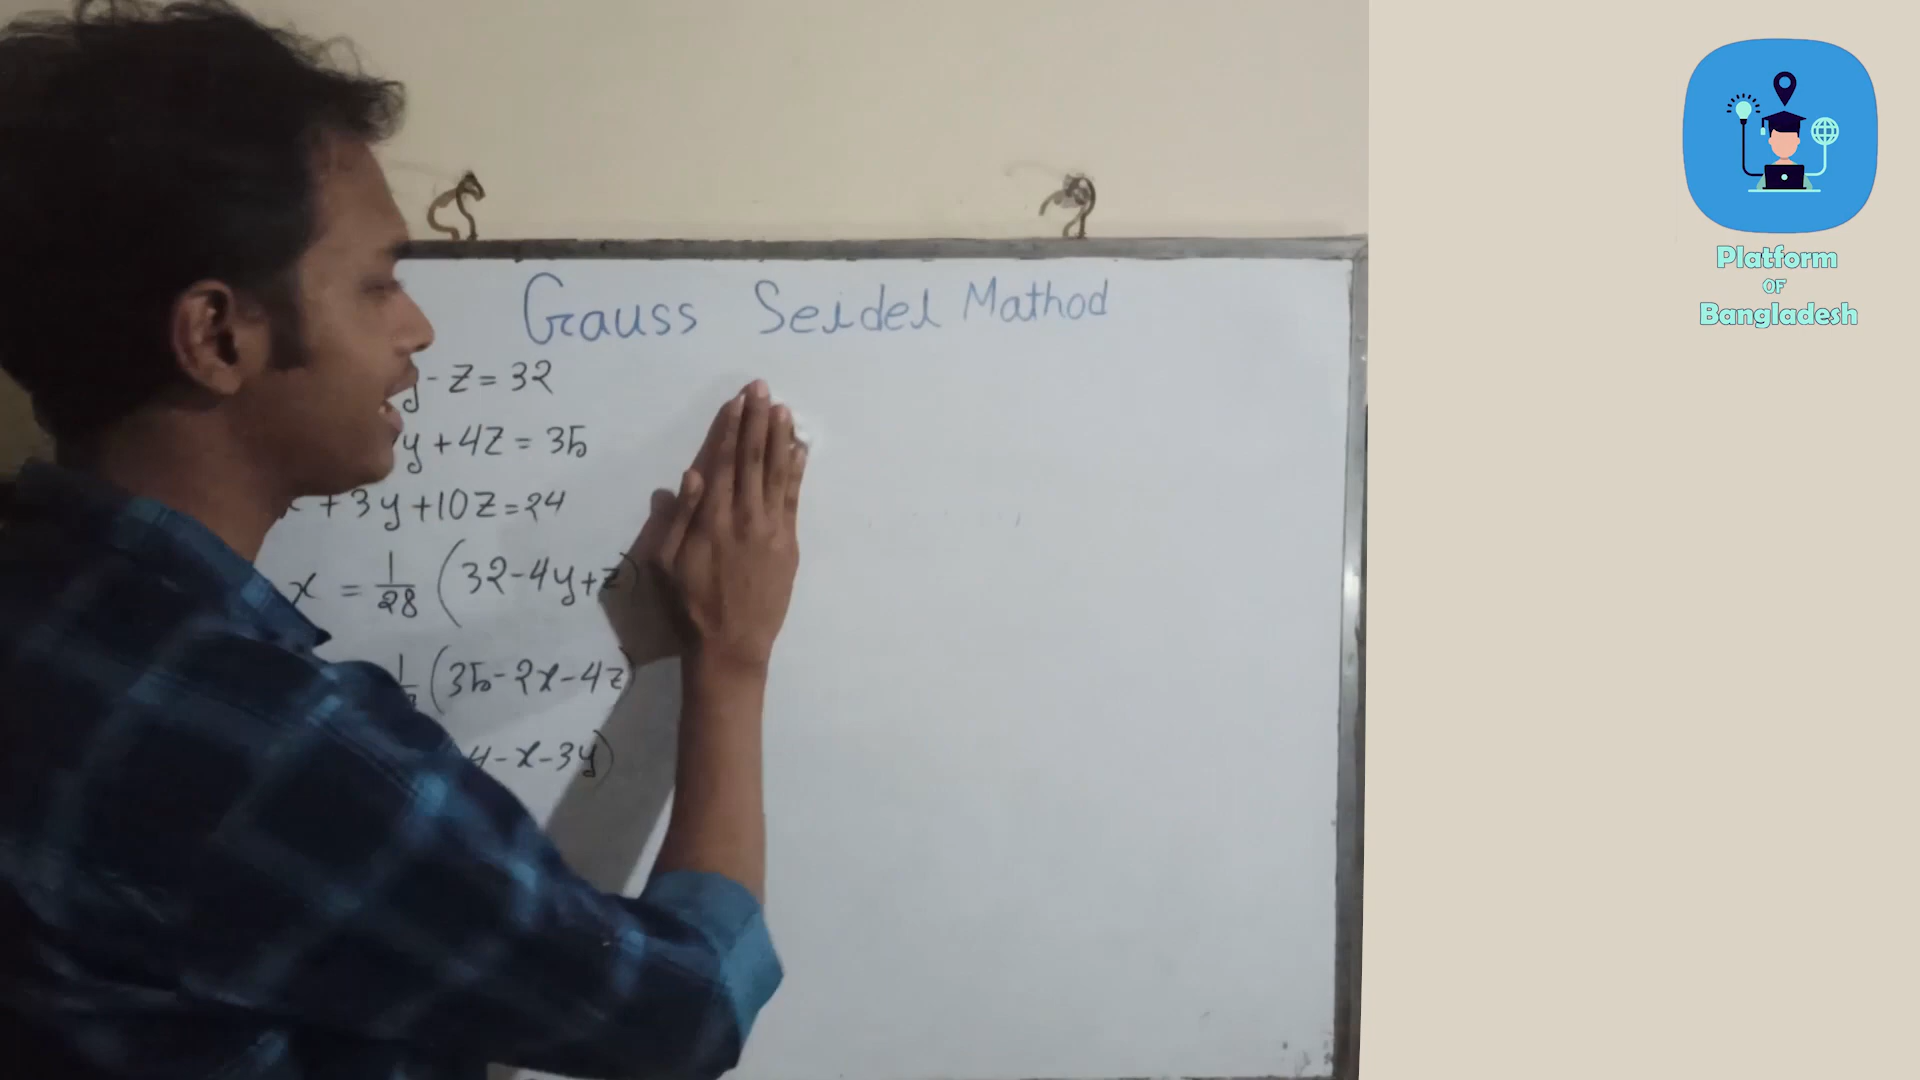 Gauss Seidel Mathod
y - z = 32
y + 4z = 35
x + 3y + 10z = 24
x = 1/28 (32 - 4y + z)
(35 - 2x - 4z)
4 - x - 3y)
Platform
OF
Bangladesh